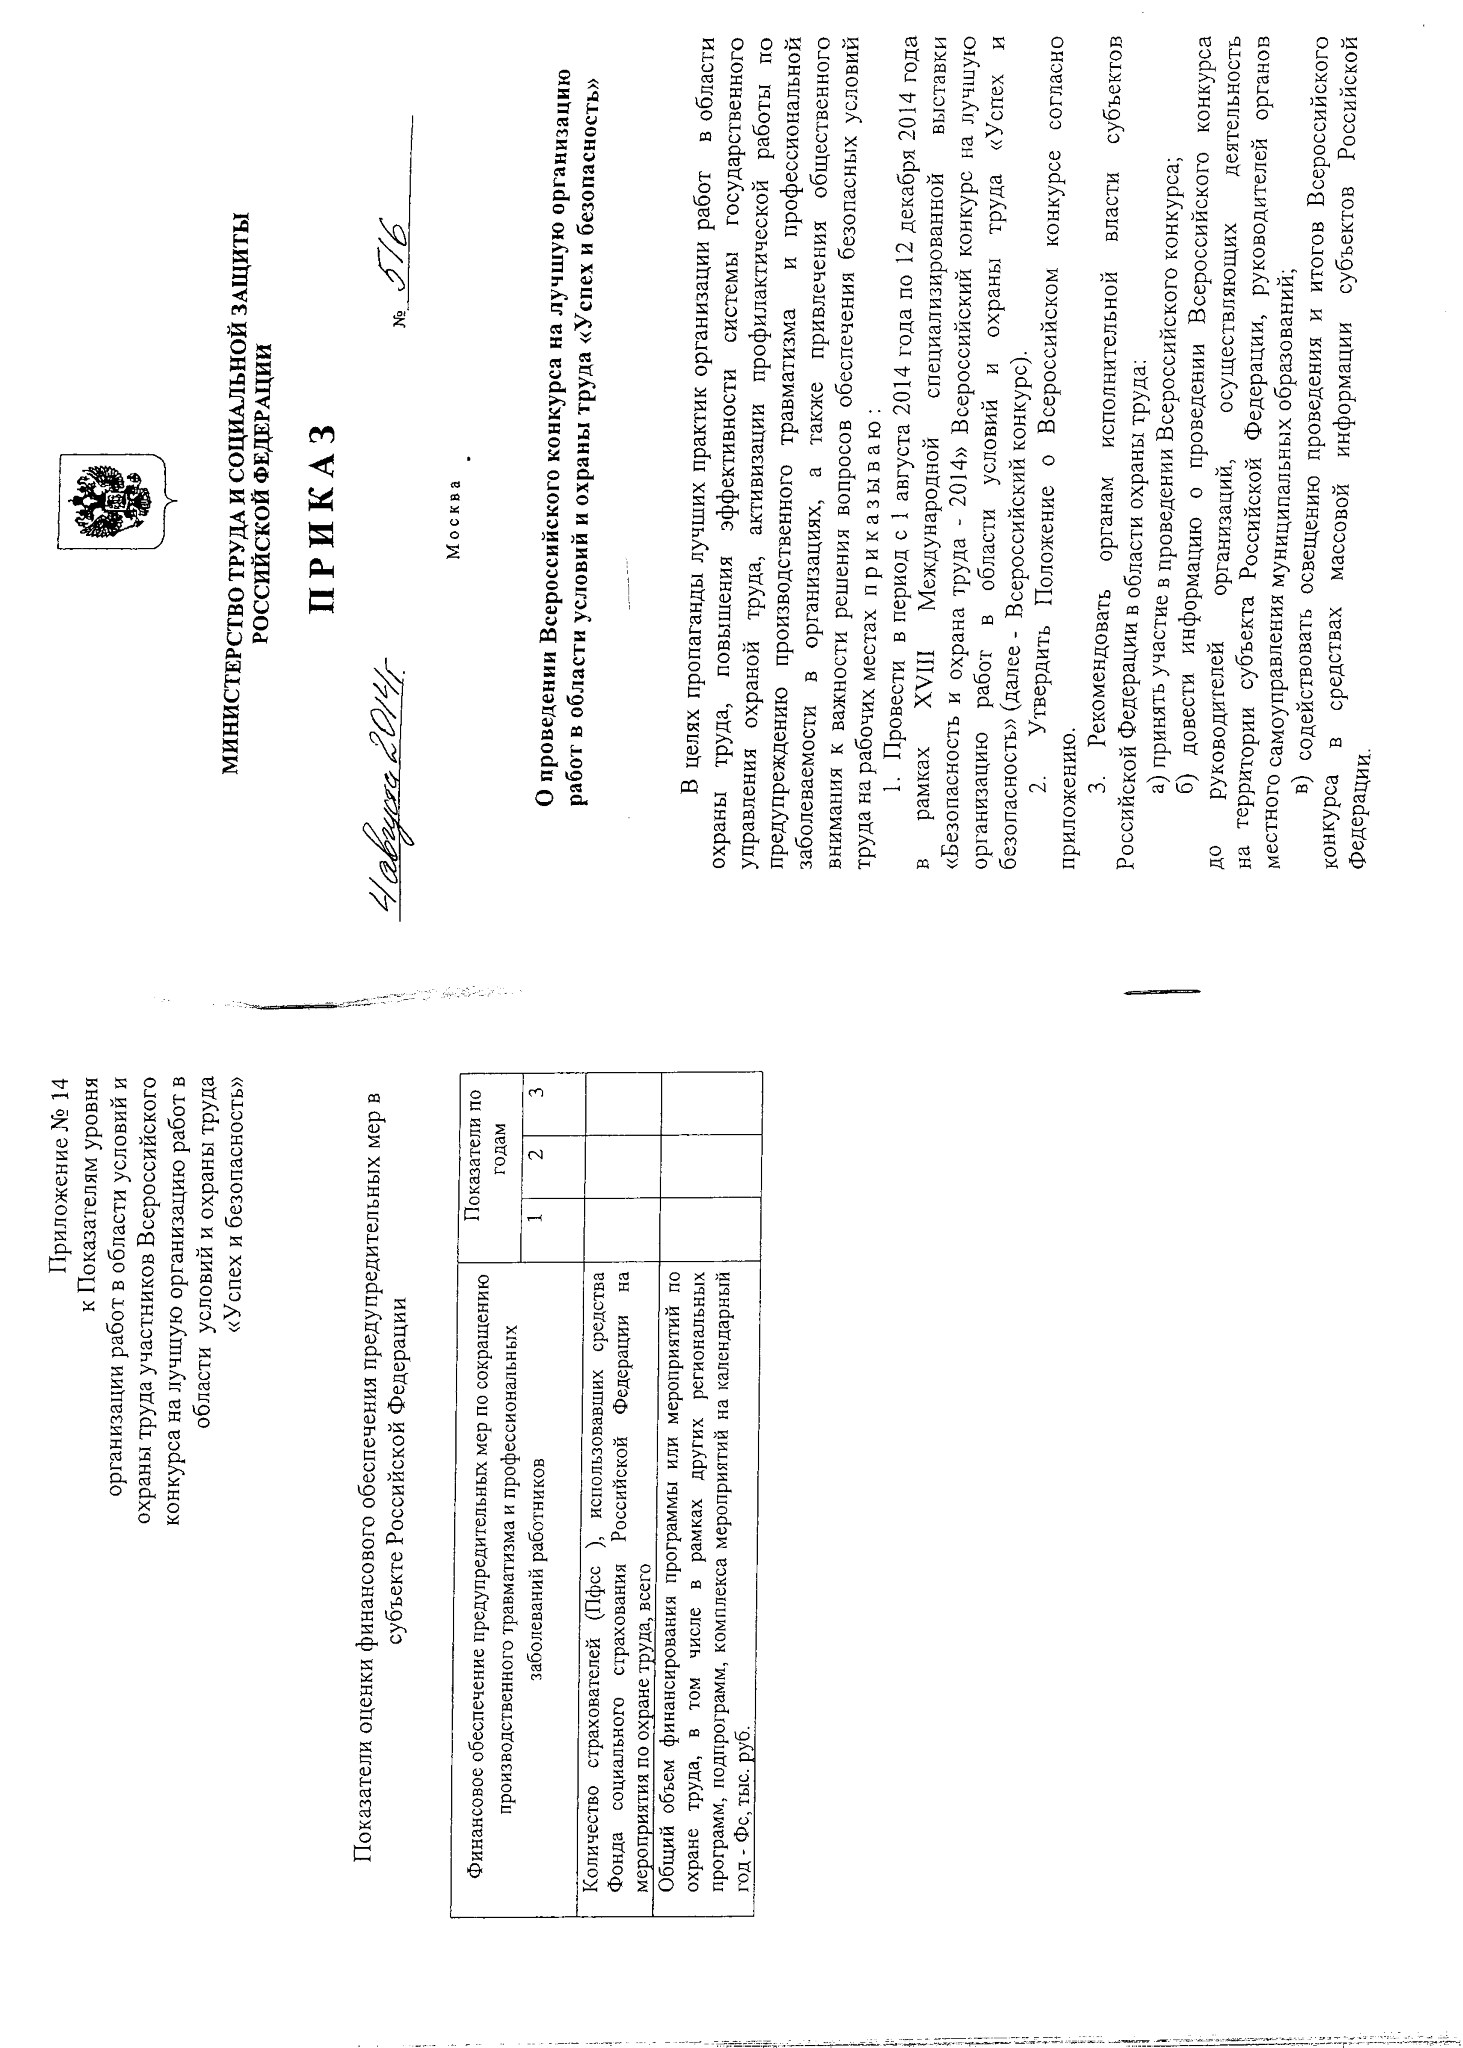 Приложение № 14
к Показателям уровня
организации работ в области условий и
охраны труда участников Всероссийского
конкурса на лучшую организацию работ в
области условий и охраны труда
«Успех и безопасность»
Показатели оценки финансового обеспечения предупредительных мер в
субъекте Российской Федерации
Финансовое обеспечение предупредительных мер по сокращению
производственного травматизма и профессиональных
заболеваний работников
Показатели по
годам
1 2 3
Количество страхователей (Пфсс ), использовавших средства
Фонда социального страхования Российской Федерации на
мероприятия по охране труда, всего
Общий объем финансирования программы или мероприятий по
охране труда, в том числе в рамках других региональных
программ, подпрограмм, комплекса мероприятий на календарный
год - Фс, тыс. руб.
МИНИСТЕРСТВО ТРУДА И СОЦИАЛЬНОЙ ЗАЩИТЫ
РОССИЙСКОЙ ФЕДЕРАЦИИ
ПРИКАЗ
4 августа 2014г. № 516
Москва
О проведении Всероссийского конкурса на лучшую организацию
работ в области условий и охраны труда «Успех и безопасность»
В целях пропаганды лучших практик организации работ в области
охраны труда, повышения эффективности системы государственного
управления охраной труда, активизации профилактической работы по
предупреждению производственного травматизма и профессиональной
заболеваемости в организациях, а также привлечения общественного
внимания к важности решения вопросов обеспечения безопасных условий
труда на рабочих местах приказываю:
1. Провести в период с 1 августа 2014 года по 12 декабря 2014 года
в рамках XVIII Международной специализированной выставки
«Безопасность и охрана труда - 2014» Всероссийский конкурс на лучшую
организацию работ в области условий и охраны труда «Успех и
безопасность» (далее - Всероссийский конкурс).
2. Утвердить Положение о Всероссийском конкурсе согласно
приложению.
3. Рекомендовать органам исполнительной власти субъектов
Российской Федерации в области охраны труда:
а) принять участие в проведении Всероссийского конкурса;
б) довести информацию о проведении Всероссийского конкурса
до руководителей организаций, осуществляющих деятельность
на территории субъекта Российской Федерации, руководителей органов
местного самоуправления муниципальных образований;
в) содействовать освещению проведения и итогов Всероссийского
конкурса в средствах массовой информации субъектов Российской
Федерации.